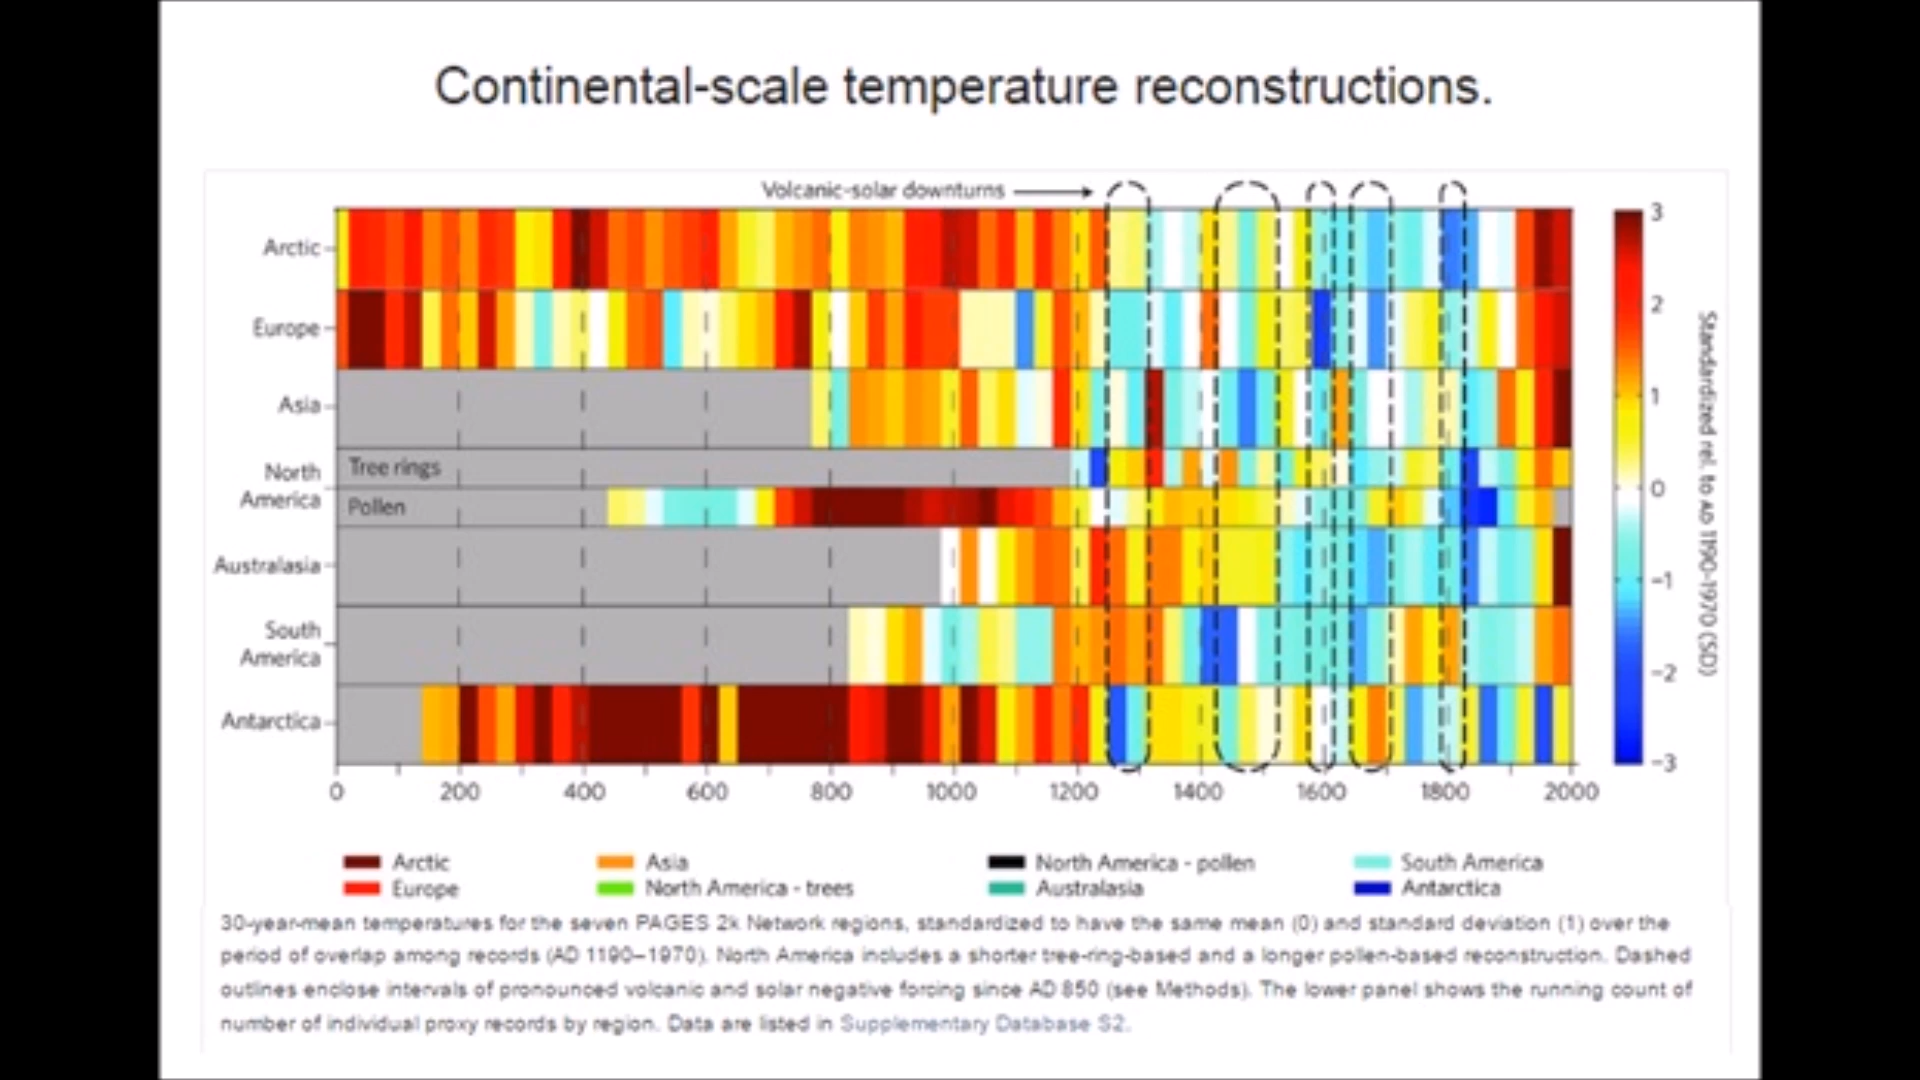 Continental-scale temperature reconstructions.
Volcanic-solar downturns
Arctic
Europe
Asia
North
America
Tree rings
Pollen
Australasia
South
America
Antarctica
0 200 400 600 800 1000 1200 1400 1600 1800 2000
3
2
1
0
−1
−2
−3
Standardized rel. to AD 1190-1970 (SD)
Arctic Asia North America - pollen South America
Europe North America - trees Australasia Antarctica
30-year-mean temperatures for the seven PAGES 2k Network regions, standardized to have the same mean (0) and standard deviation (1) over the
period of overlap among records (AD 1190–1970). North America includes a shorter tree-ring-based and a longer pollen-based reconstruction. Dashed
outlines enclose intervals of pronounced volcanic and solar negative forcing since AD 850 (see Methods). The lower panel shows the running count of
number of individual proxy records by region. Data are listed in Supplementary Database S2.